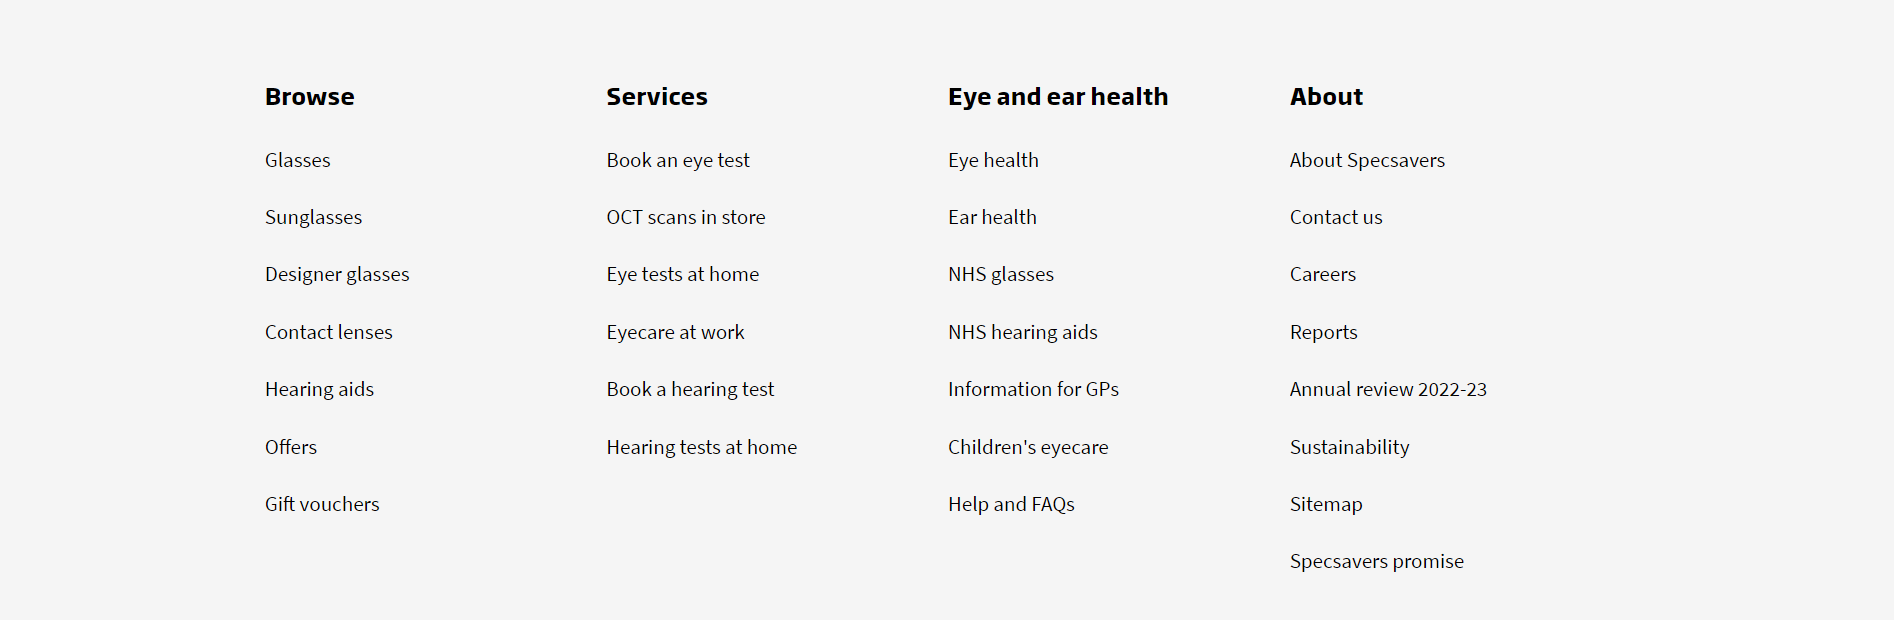 Browse
Glasses
Sunglasses
Designer glasses
Contact lenses
Hearing aids
Offers
Gift vouchers
Services
Book an eye test
OCT scans in store
Eye tests at home
Eyecare at work
Book a hearing test
Hearing tests at home
Eye and ear health
Eye health
Ear health
NHS glasses
NHS hearing aids
Information for GPs
Children's eyecare
Help and FAQs
About
About Specsavers
Contact us
Careers
Reports
Annual review 2022-23
Sustainability
Sitemap
Specsavers promise